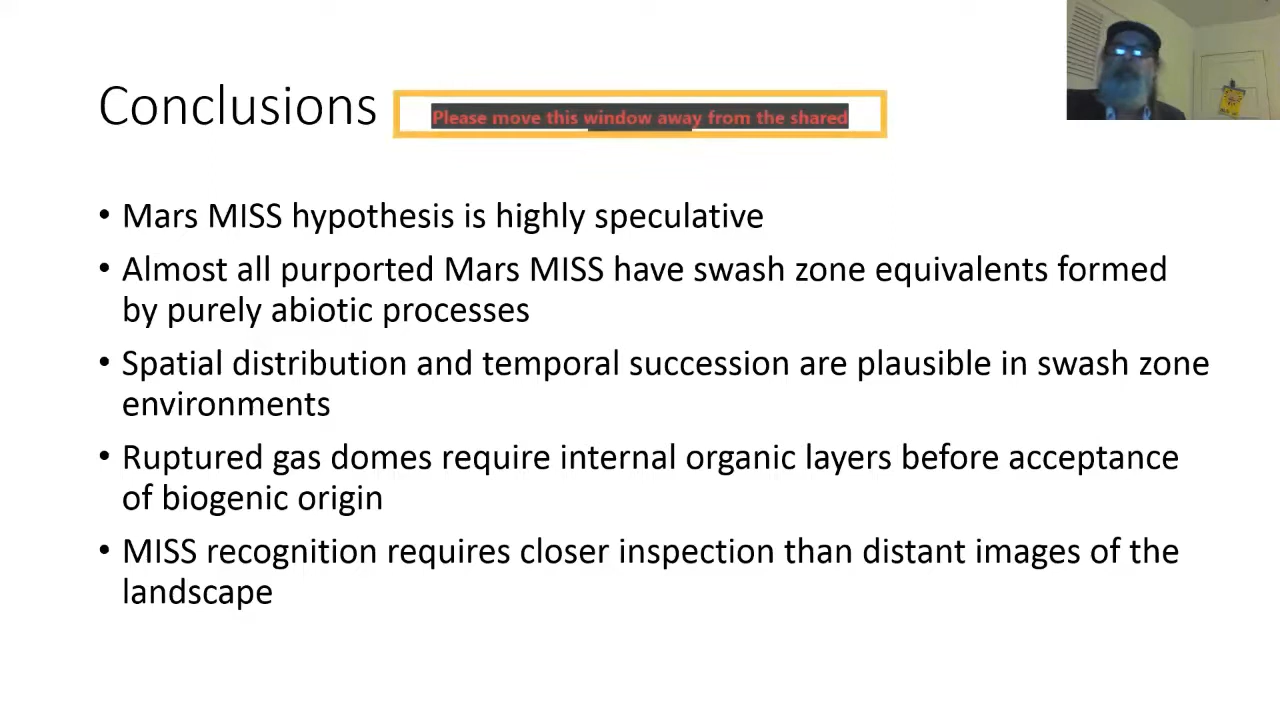 Conclusions
Please move this window away from the shared
• Mars MISS hypothesis is highly speculative
• Almost all purported Mars MISS have swash zone equivalents formed
by purely abiotic processes
• Spatial distribution and temporal succession are plausible in swash zone
environments
• Ruptured gas domes require internal organic layers before acceptance
of biogenic origin
• MISS recognition requires closer inspection than distant images of the
landscape